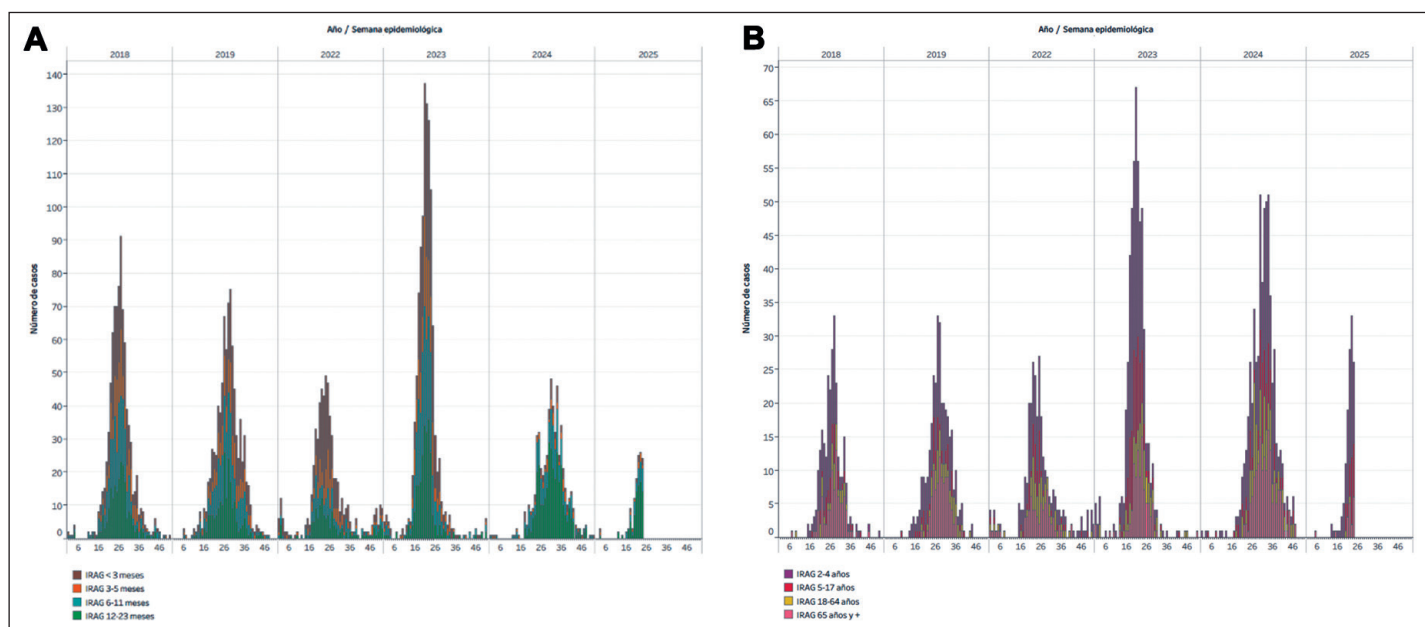 A
Año / Semana epidemiológica
2018 2019 2022 2023 2024 2025
Número de casos
140
130
120
110
100
90
80
70
60
50
40
30
20
10
0
6 16 26 36 46 6 16 26 36 46 6 16 26 36 46 6 16 26 36 46 6 16 26 36 46 6 16 26 36 46
IRAG < 3 meses
IRAG 3-5 meses
IRAG 6-11 meses
IRAG 12-23 meses
B
Año / Semana epidemiológica
2018 2019 2022 2023 2024 2025
Número de casos
70
65
60
55
50
45
40
35
30
25
20
15
10
5
0
6 16 26 36 46 6 16 26 36 46 6 16 26 36 46 6 16 26 36 46 6 16 26 36 46 6 16 26 36 46
IRAG 2-4 años
IRAG 5-17 años
IRAG 18-64 años
IRAG 65 años y +